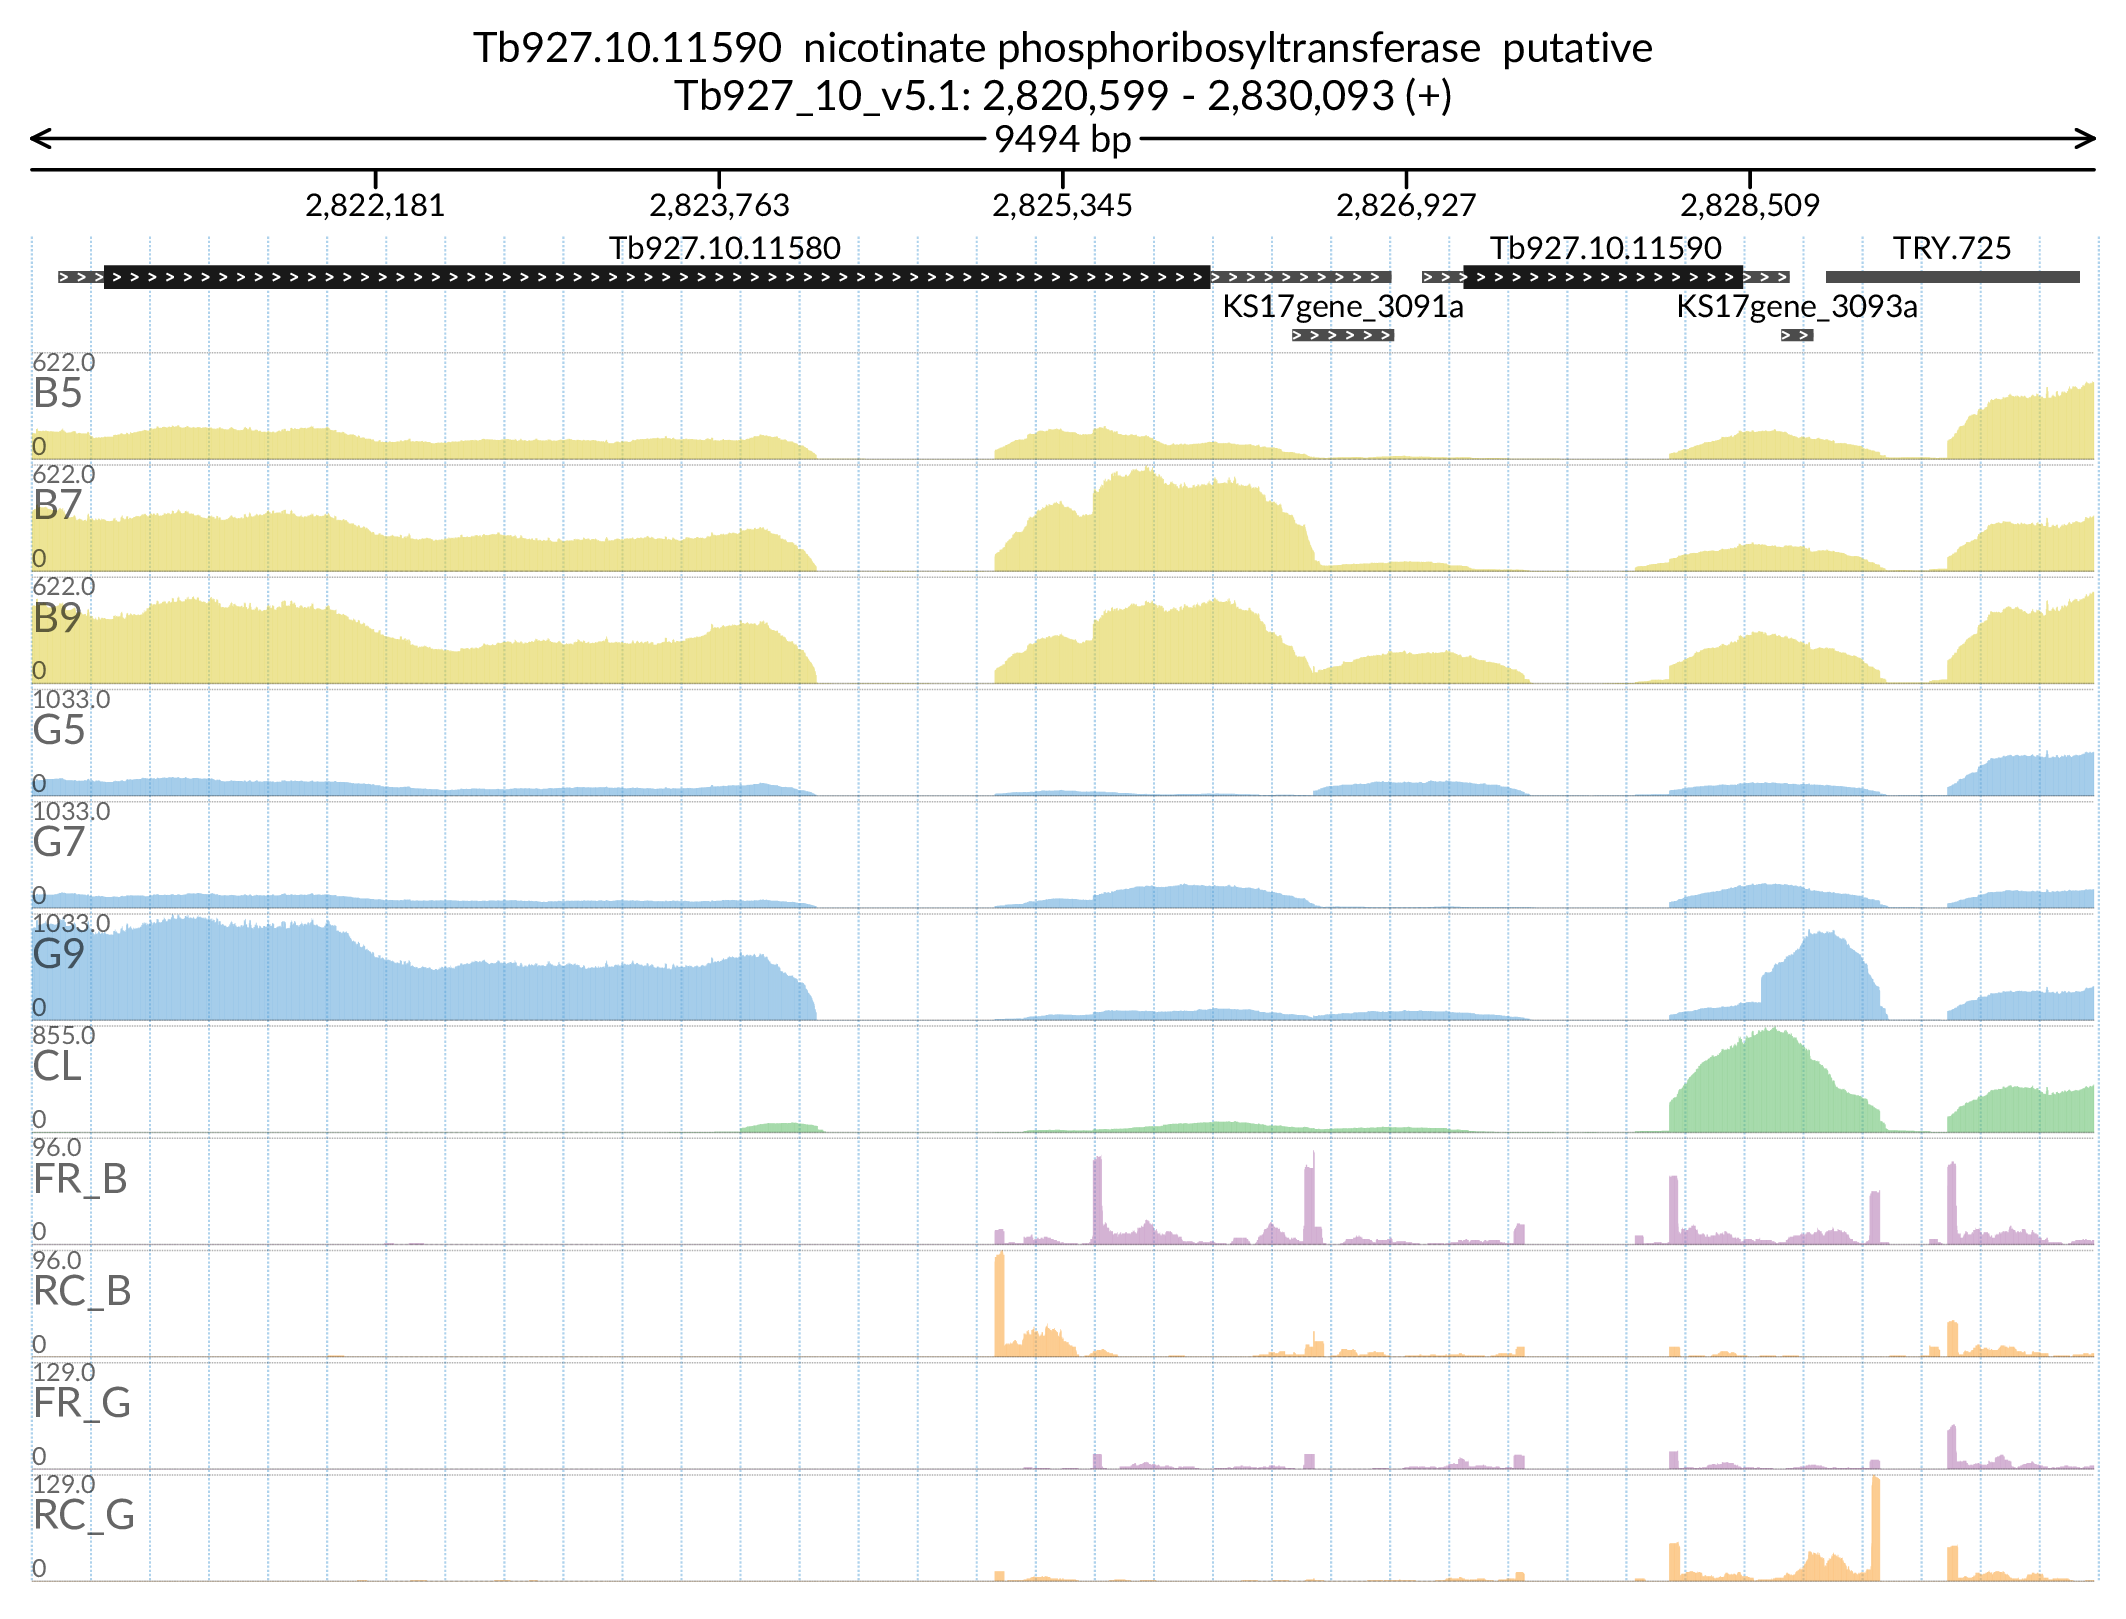 Tb927.10.11590 nicotinate phosphoribosyltransferase putative
Tb927_10_v5.1: 2,820,599 - 2,830,093 (+)
9494 bp
2,822,181 2,823,763 2,825,345 2,826,927 2,828,509
Tb927.10.11580 Tb927.10.11590 TRY.725
KS17gene_3091a KS17gene_3093a
622.0
B5
0
622.0
B7
0
622.0
B9
0
1033.0
G5
0
1033.0
G7
0
1033.0
G9
0
855.0
CL
0
96.0
FR_B
0
96.0
RC_B
0
129.0
FR_G
0
129.0
RC_G
0